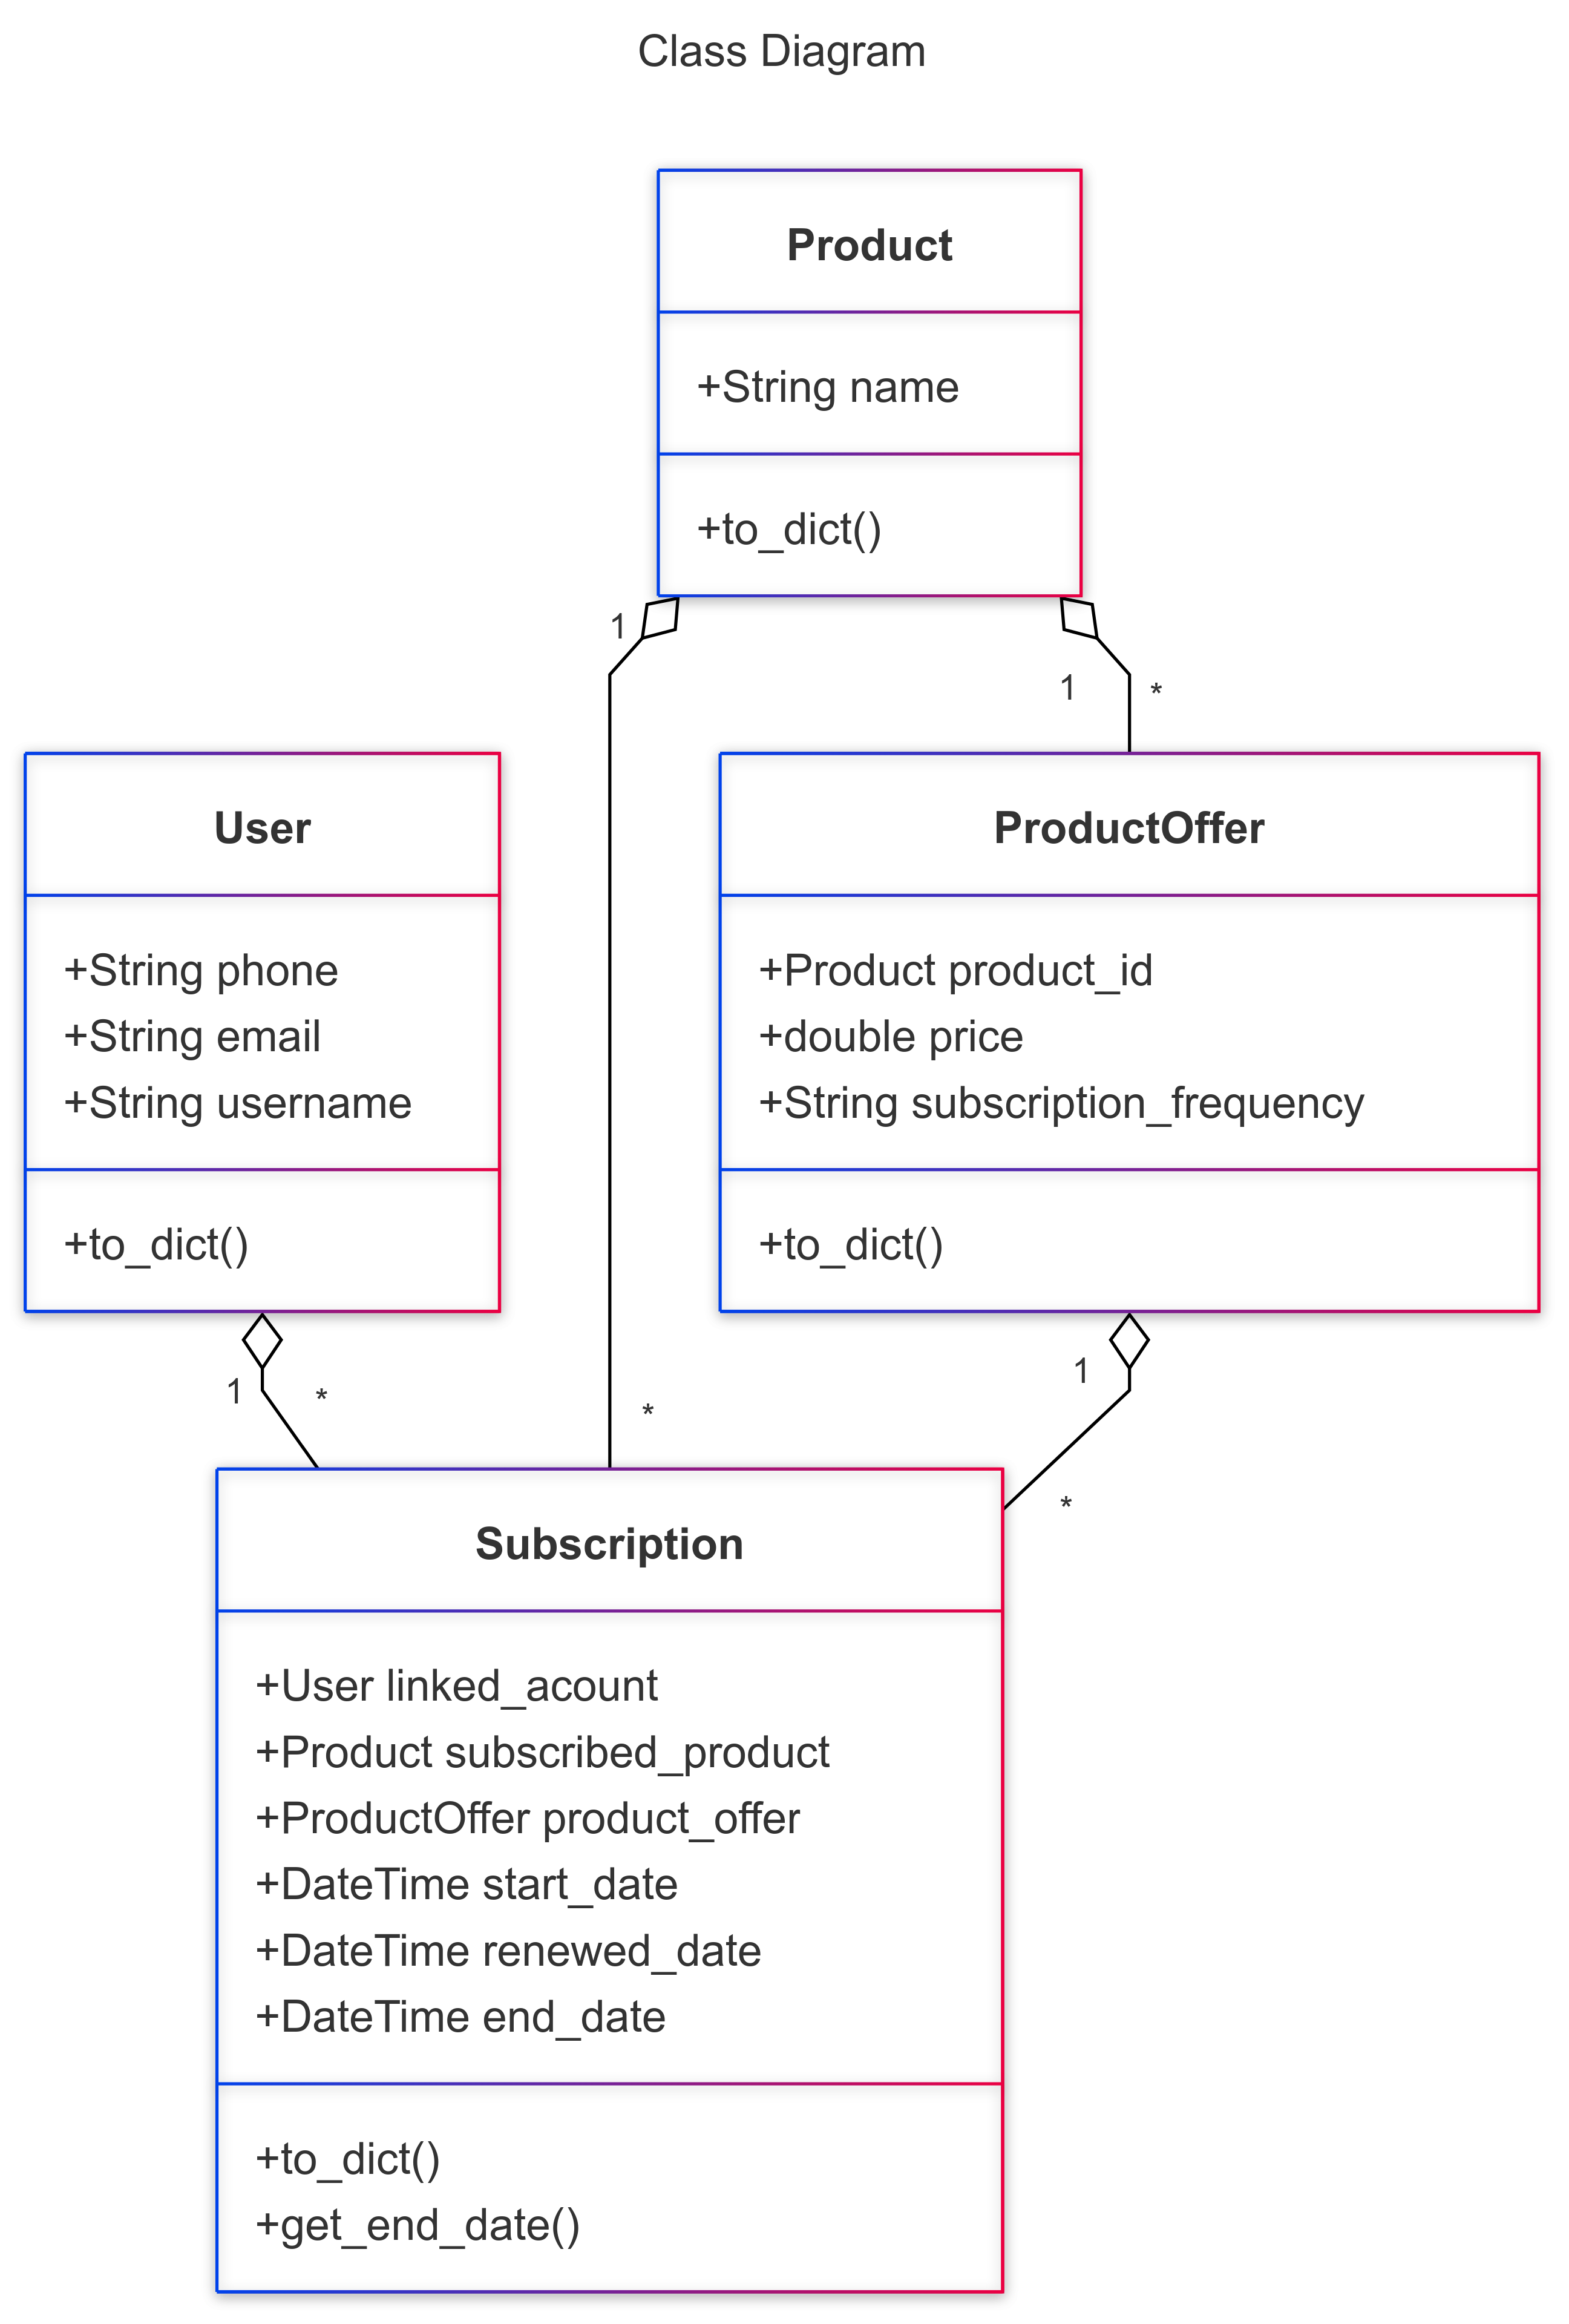 Class Diagram
Product
+String name
+to_dict()
1
1
*
User
+String phone
+String email
+String username
+to_dict()
ProductOffer
+Product product_id
+double price
+String subscription_frequency
+to_dict()
1
*
*
1
*
Subscription
+User linked_acount
+Product subscribed_product
+ProductOffer product_offer
+DateTime start_date
+DateTime renewed_date
+DateTime end_date
+to_dict()
+get_end_date()